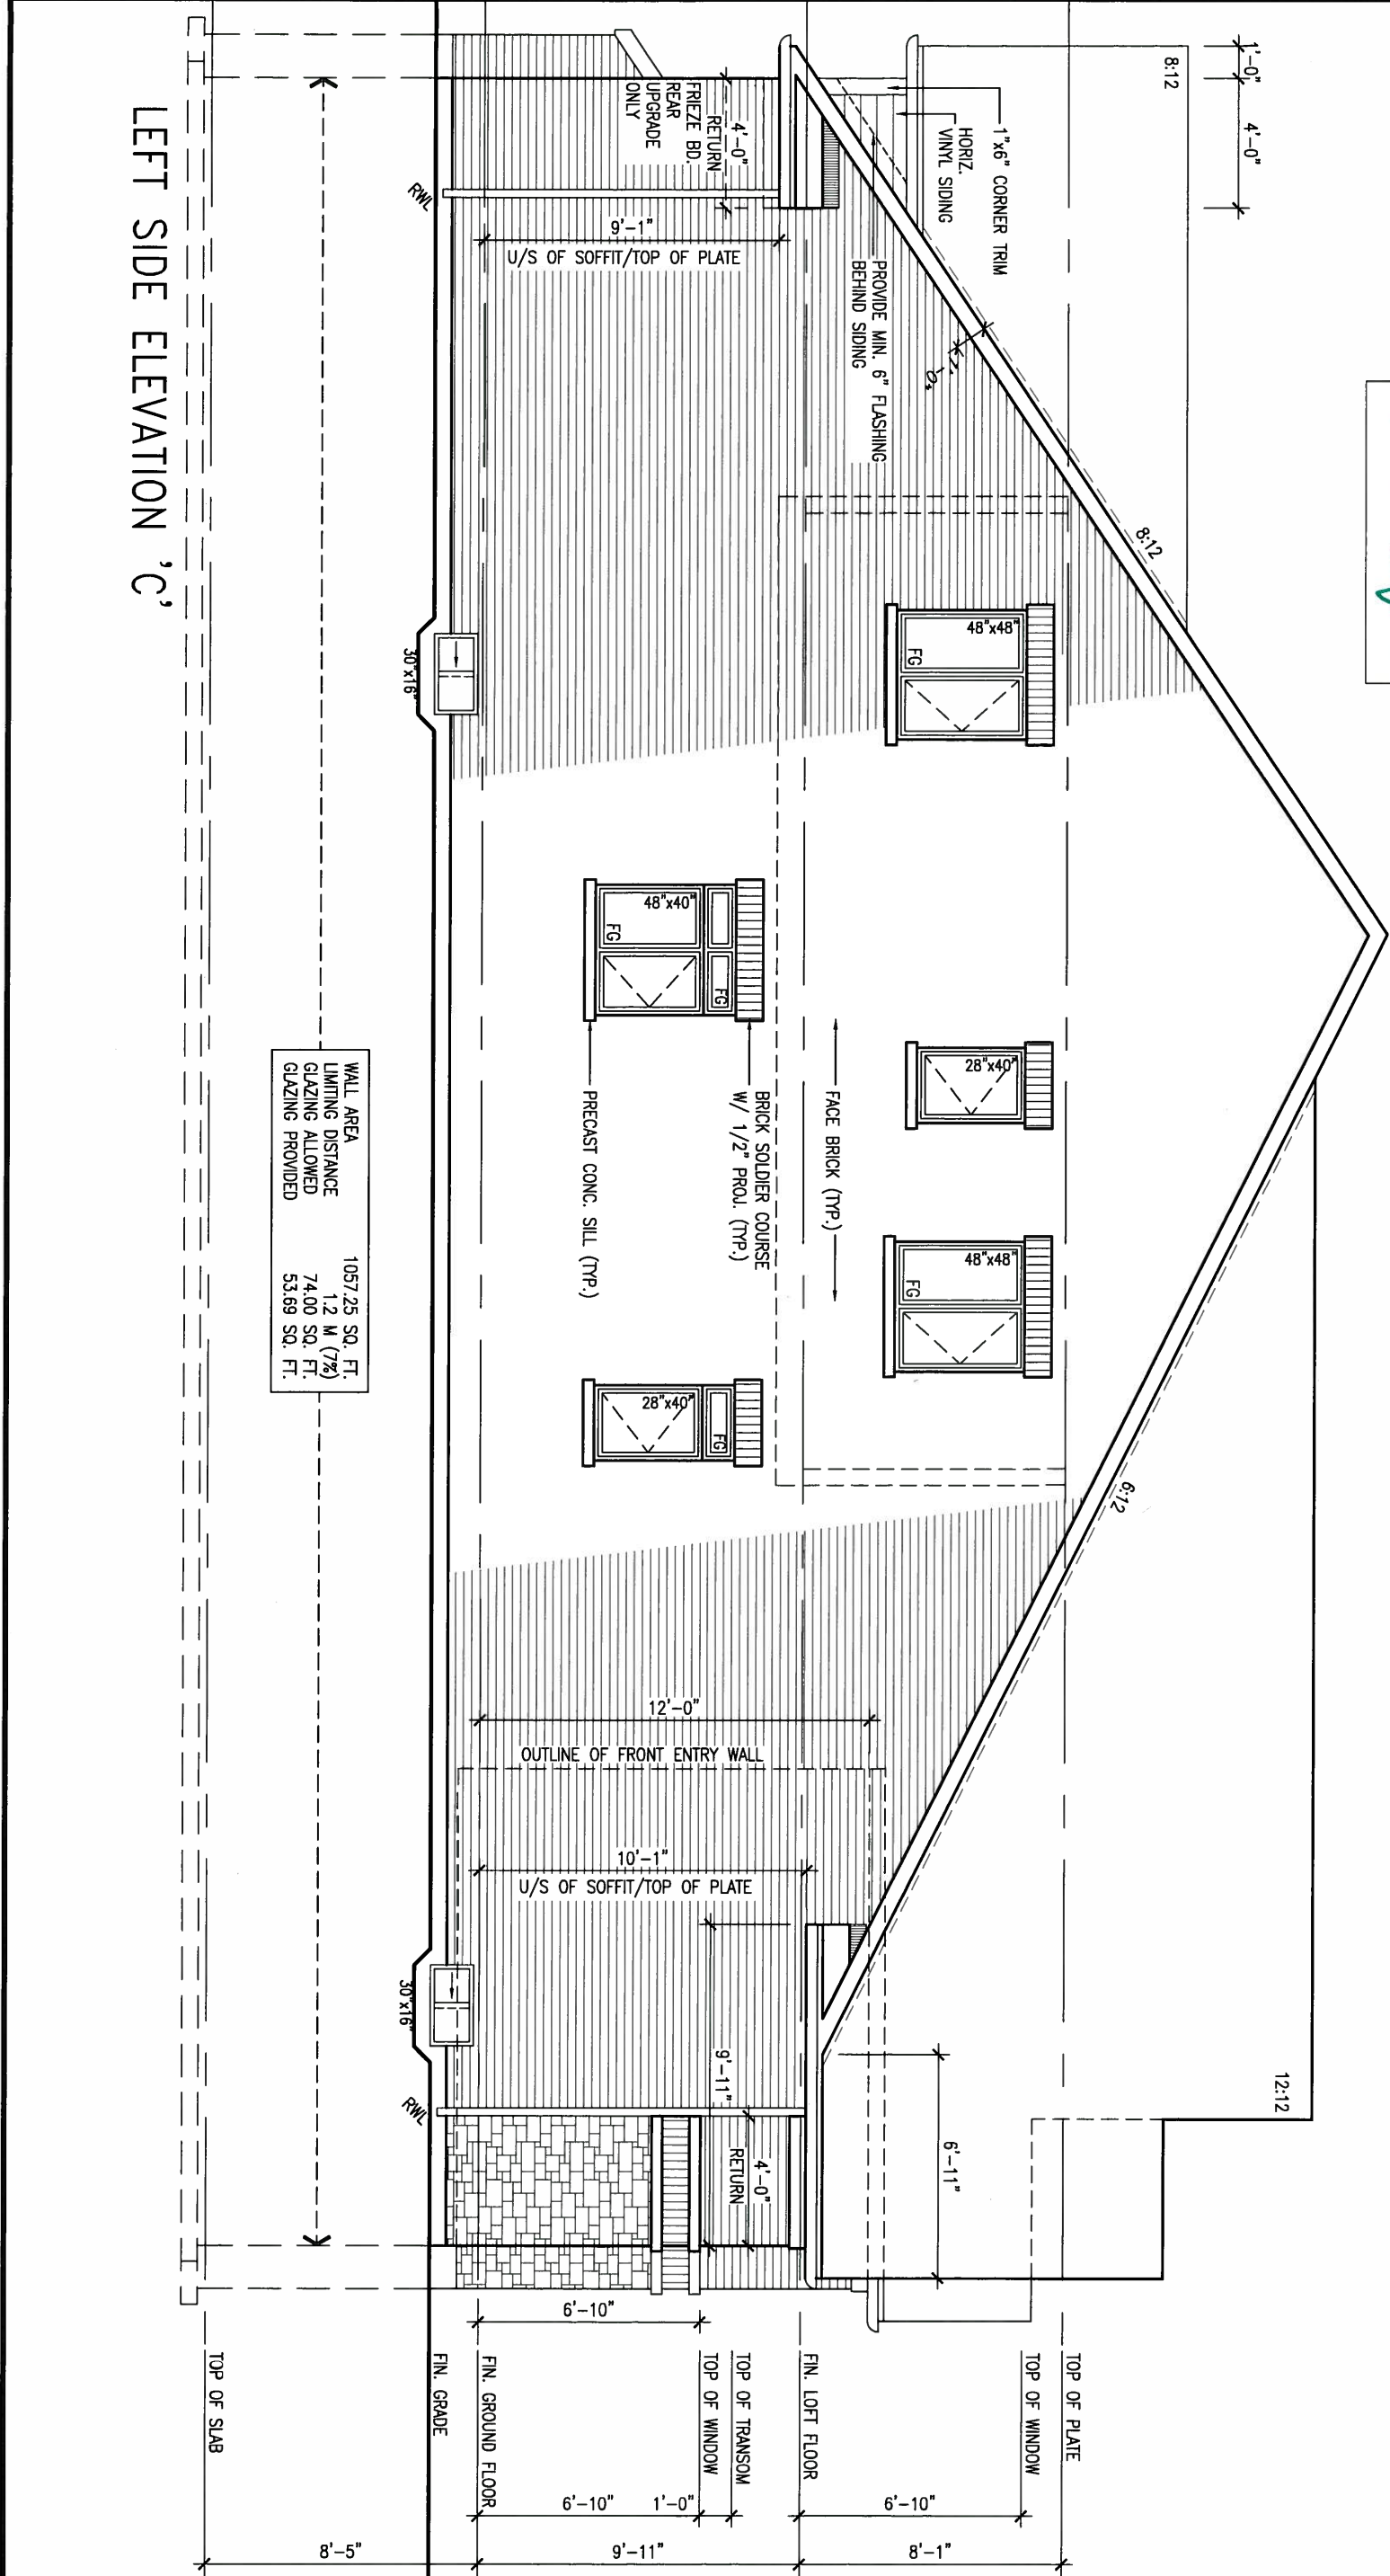 8:12
1'-0"
4'-0"
1"x6" CORNER TRIM
HORIZ.
VINYL SIDING
PROVIDE MIN. 6" FLASHING
BEHIND SIDING
1'-0"
8:12
6:12
12:12
4'-0"
RETURN
FRIEZE BD.
REAR
UPGRADE
ONLY
RWL
9'-1"
U/S OF SOFFIT/TOP OF PLATE
48"x48"
FG
28"x40"
48"x48"
FG
FACE BRICK (TYP.)
BRICK SOLDIER COURSE
W/ 1/2" PROJ. (TYP.)
PRECAST CONC. SILL (TYP.)
48"x40"
FG
FG
28"x40"
FG
30"x16"
12'-0"
OUTLINE OF FRONT ENTRY WALL
10'-1"
U/S OF SOFFIT/TOP OF PLATE
9'-11"
6'-11"
4'-0"
RETURN
30"x16"
RWL
6'-10"
TOP OF PLATE
TOP OF WINDOW
FIN. LOFT FLOOR
TOP OF TRANSOM
TOP OF WINDOW
FIN. GROUND FLOOR
FIN. GRADE
TOP OF SLAB
6'-10"
1'-0"
6'-10"
8'-1"
9'-11"
8'-5"
WALL AREA 1057.25 SQ. FT.
LIMITING DISTANCE 1.2 M (7%)
GLAZING ALLOWED 74.00 SQ. FT.
GLAZING PROVIDED 53.69 SQ. FT.
LEFT SIDE ELEVATION 'C'